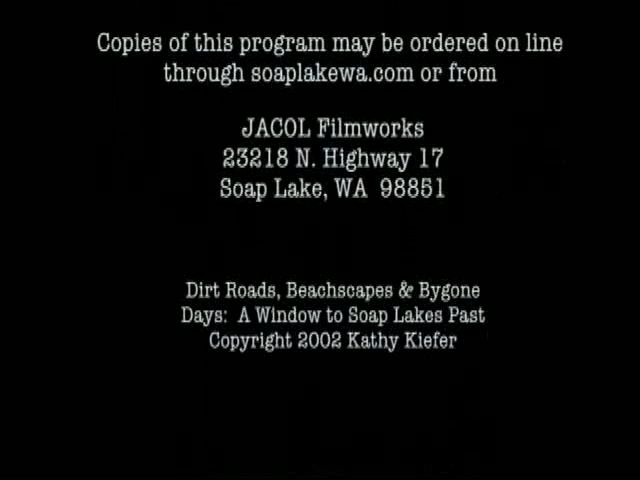 Copies of this program may be ordered on line
through soaplakewa.com or from
JACOL Filmworks
23218 N. Highway 17
Soap Lake, WA 98851
Dirt Roads, Beachscapes & Bygone
Days: A Window to Soap Lakes Past
Copyright 2002 Kathy Kiefer